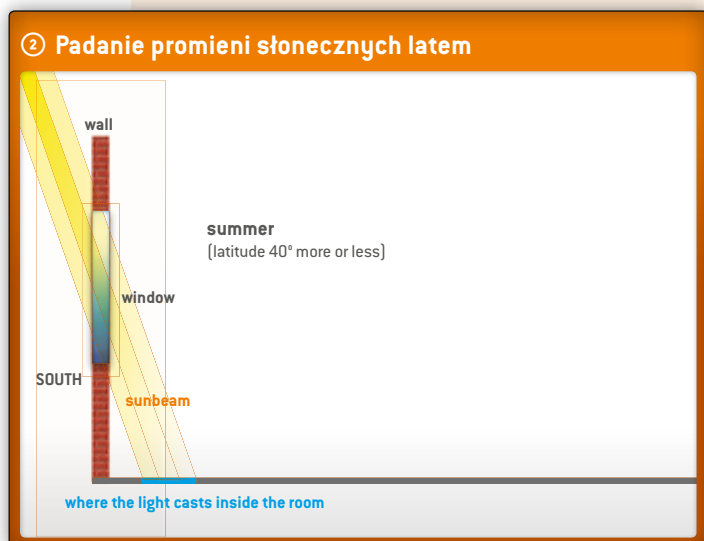 2 Padanie promieni słonecznych latem
wall
summer
(latitude 40° more or less)
window
SOUTH
sunbeam
where the light casts inside the room